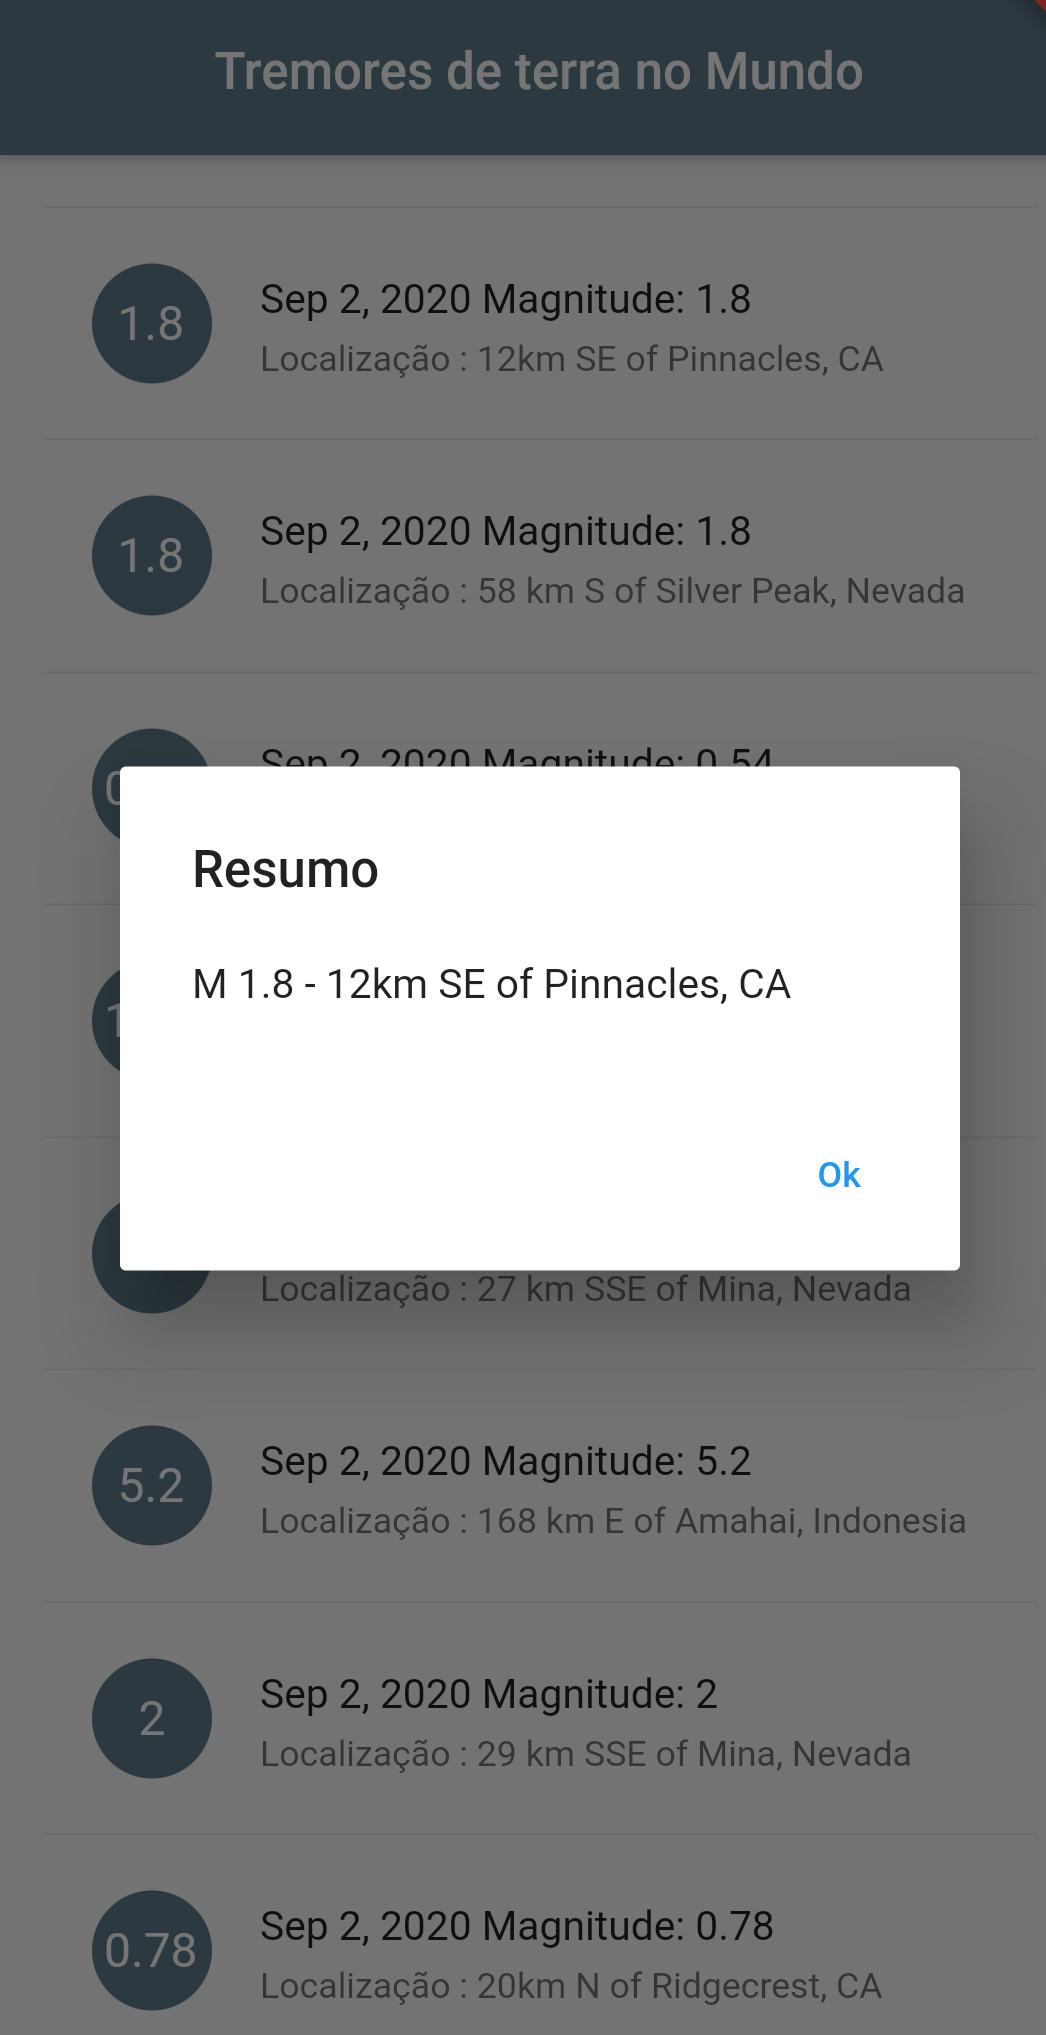 Tremores de terra no Mundo
1.8
Sep 2, 2020 Magnitude: 1.8
Localização : 12km SE of Pinnacles, CA
1.8
Sep 2, 2020 Magnitude: 1.8
Localização : 58 km S of Silver Peak, Nevada
Sep 2, 2020 Magnitude: 0.54
Resumo
M 1.8 - 12km SE of Pinnacles, CA
Ok
Localização : 27 km SSE of Mina, Nevada
5.2
Sep 2, 2020 Magnitude: 5.2
Localização : 168 km E of Amahai, Indonesia
2
Sep 2, 2020 Magnitude: 2
Localização : 29 km SSE of Mina, Nevada
0.78
Sep 2, 2020 Magnitude: 0.78
Localização : 20km N of Ridgecrest, CA